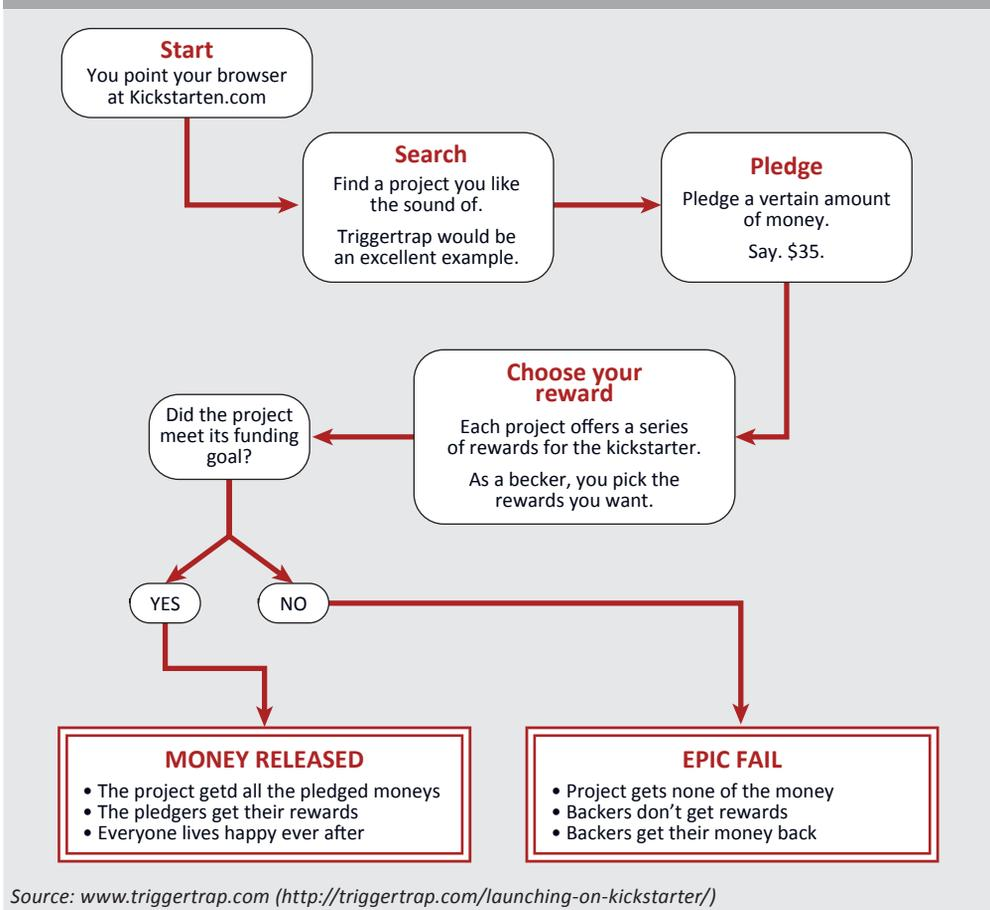 Start
You point your browser
at Kickstarten.com
Search
Find a project you like
the sound of.
Triggertrap would be
an excellent example.
Pledge
Pledge a vertain amount
of money.
Say. $35.
Choose your
reward
Each project offers a series
of rewards for the kickstarter.
As a becker, you pick the
rewards you want.
Did the project
meet its funding
goal?
YES
NO
MONEY RELEASED
• The project getd all the pledged moneys
• The pledgers get their rewards
• Everyone lives happy ever after
EPIC FAIL
• Project gets none of the money
• Backers don’t get rewards
• Backers get their money back
Source: www.triggertrap.com (http://triggertrap.com/launching-on-kickstarter/)